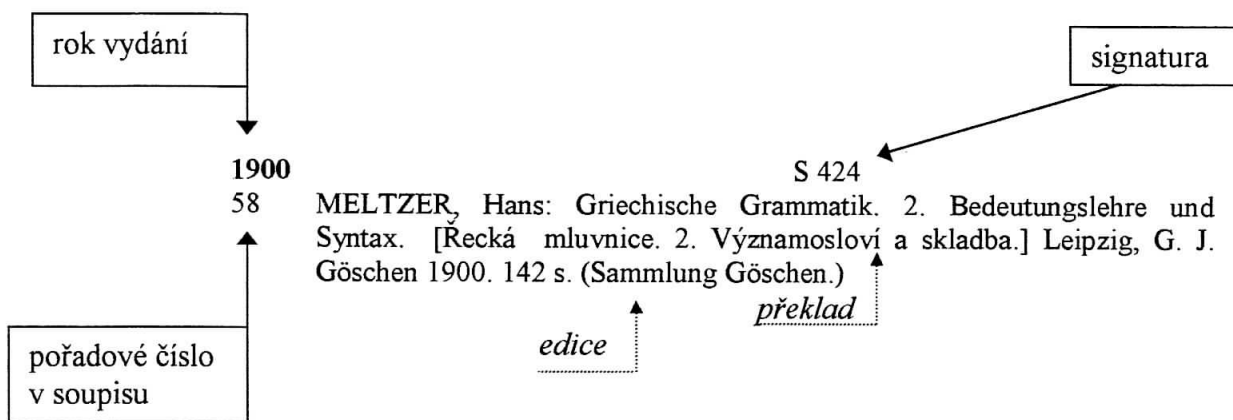 rok vydání
signatura
1900
S 424
58 MELTZER, Hans: Griechische Grammatik. 2. Bedeutungslehre und
Syntax. [Řecká mluvnice. 2. Významosloví a skladba.] Leipzig, G. J.
Göschen 1900. 142 s. (Sammlung Göschen.)
překlad
edice
pořadové číslo
v soupisu